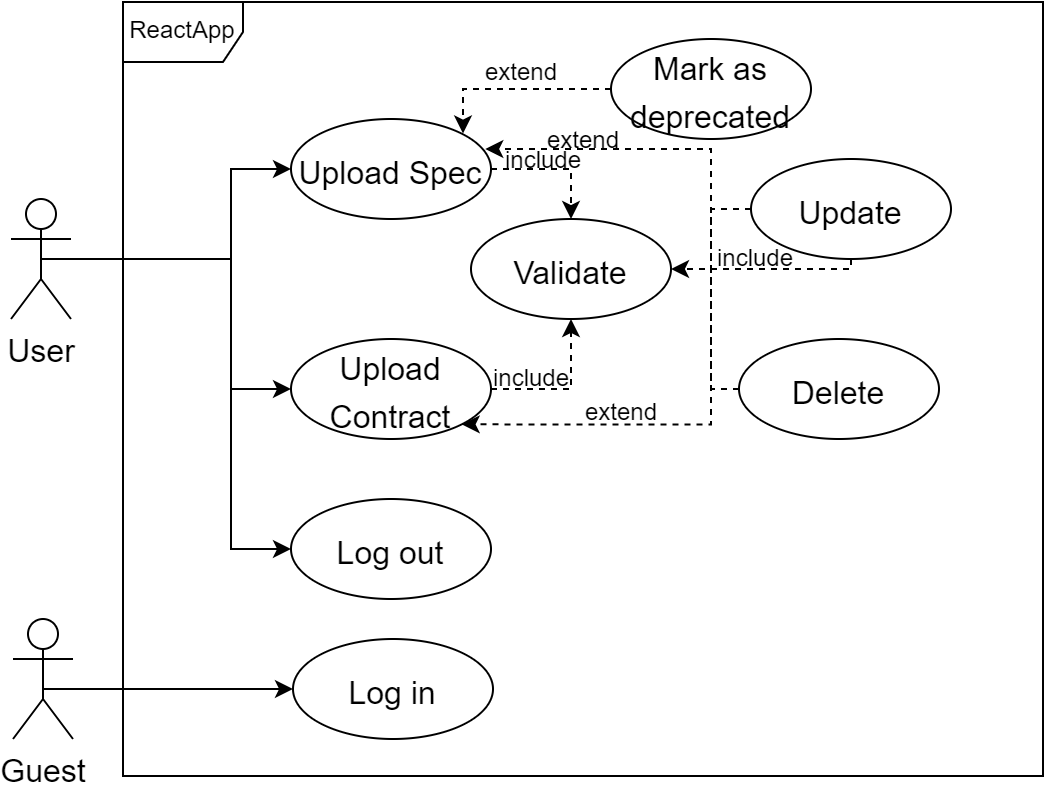 ReactApp
extend
Mark as
deprecated
extend
include
Upload Spec
Update
include
Validate
User
Upload
Contract
include
extend
Delete
Log out
Log in
Guest